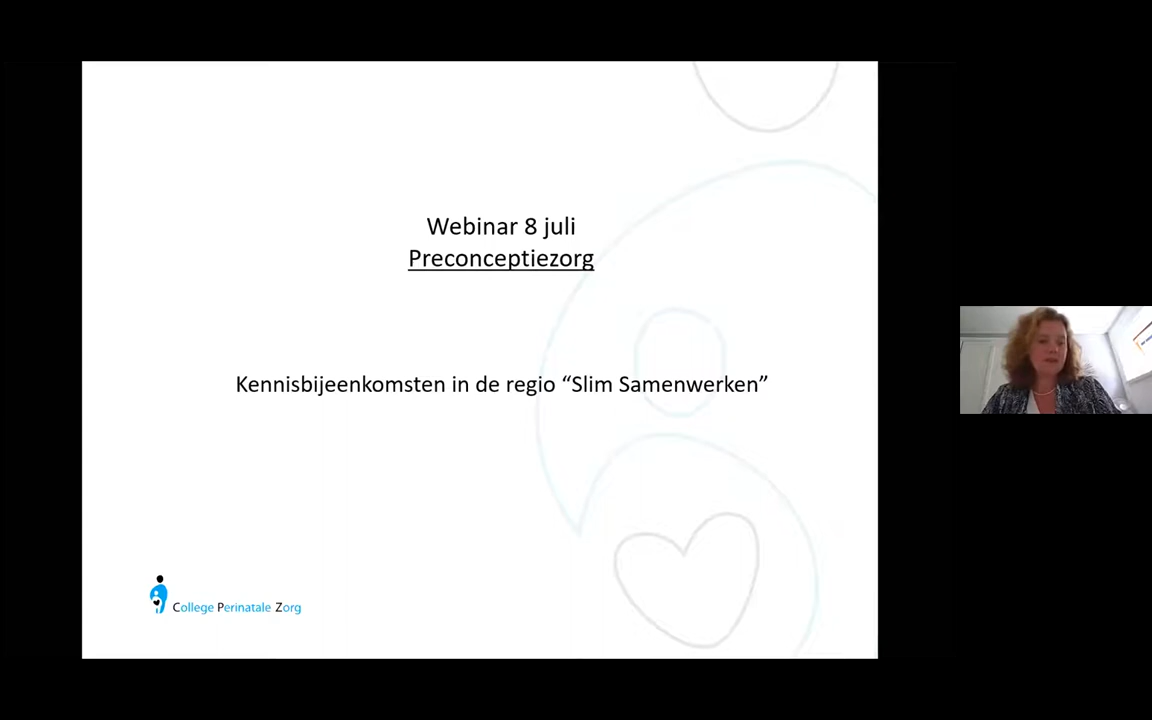 Webinar 8 juli
Preconceptiezorg
Kennisbijeenkomsten in de regio “Slim Samenwerken”
College Perinatale Zorg